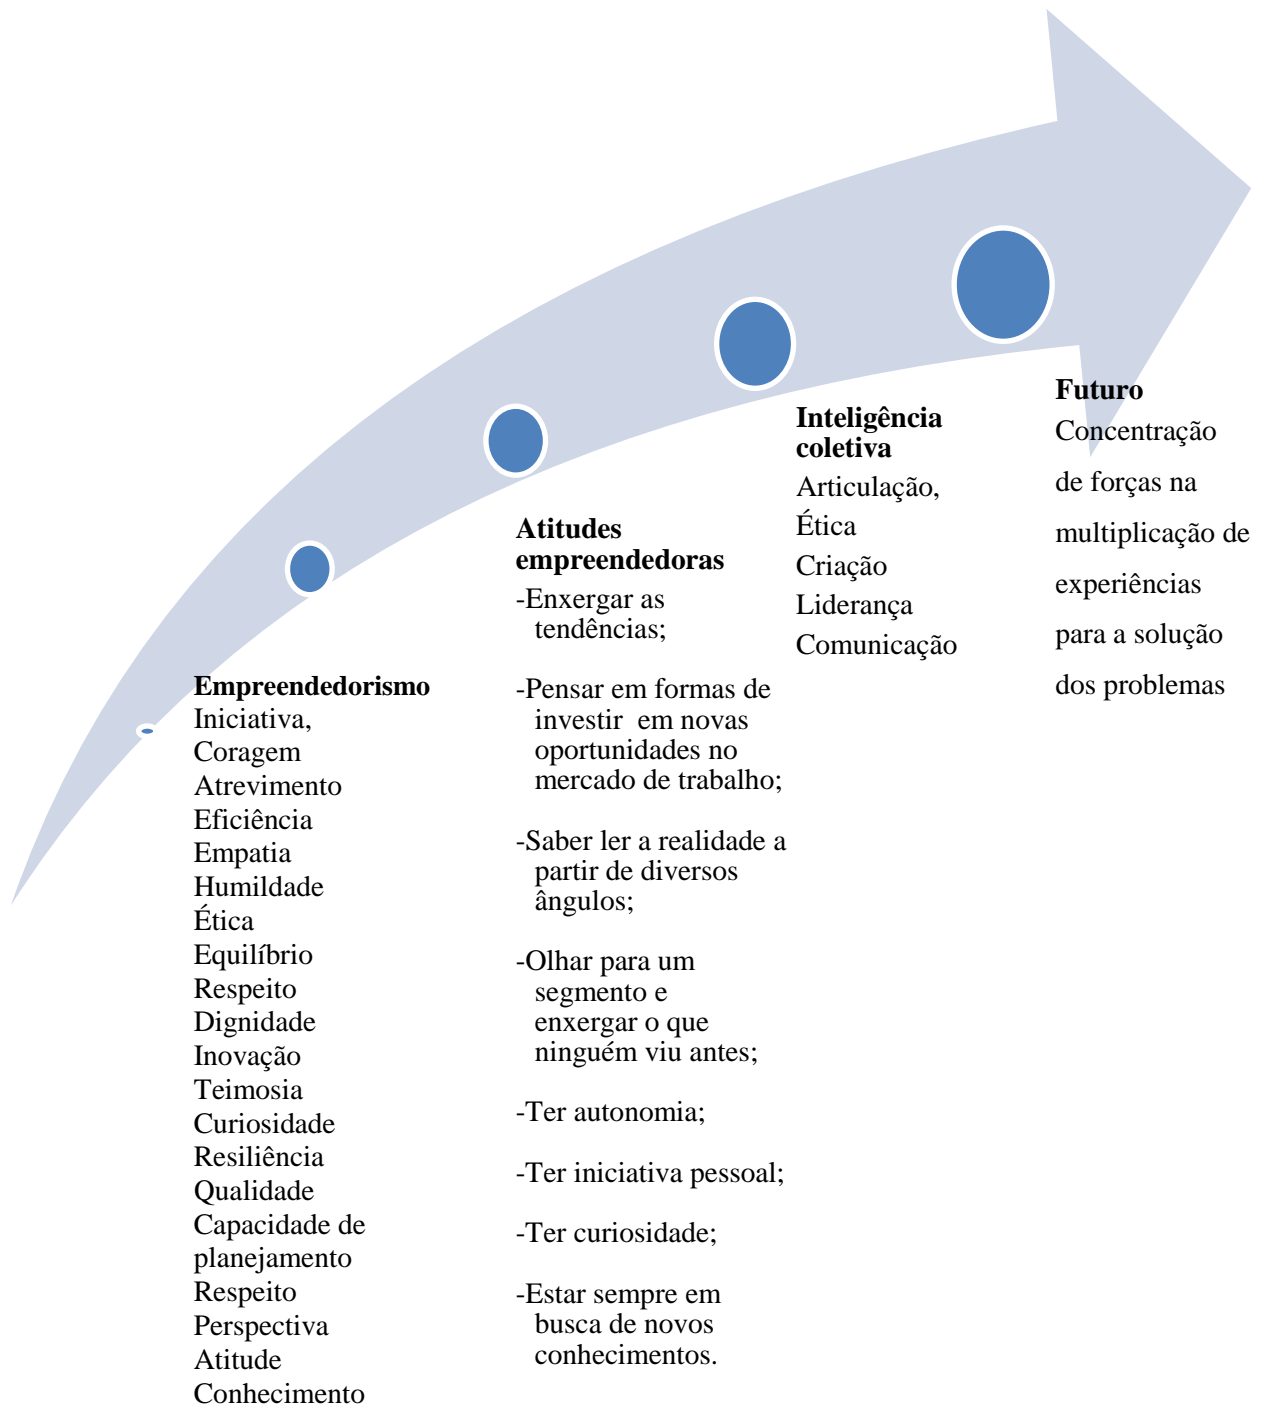 Empreendedorismo
Iniciativa,
Coragem
Atrevimento
Eficiência
Empatia
Humildade
Ética
Equilíbrio
Respeito
Dignidade
Inovação
Teimosia
Curiosidade
Resiliência
Qualidade
Capacidade de
planejamento
Respeito
Perspectiva
Atitude
Conhecimento
Atitudes
empreendedoras
-Enxergar as
tendências;
-Pensar em formas de
investir em novas
oportunidades no
mercado de trabalho;
-Saber ler a realidade a
partir de diversos
ângulos;
-Olhar para um
segmento e
enxergar o que
ninguém viu antes;
-Ter autonomia;
-Ter iniciativa pessoal;
-Ter curiosidade;
-Estar sempre em
busca de novos
conhecimentos.
Inteligência
coletiva
Articulação,
Ética
Criação
Liderança
Comunicação
Futuro
Concentração
de forças na
multiplicação de
experiências
para a solução
dos problemas